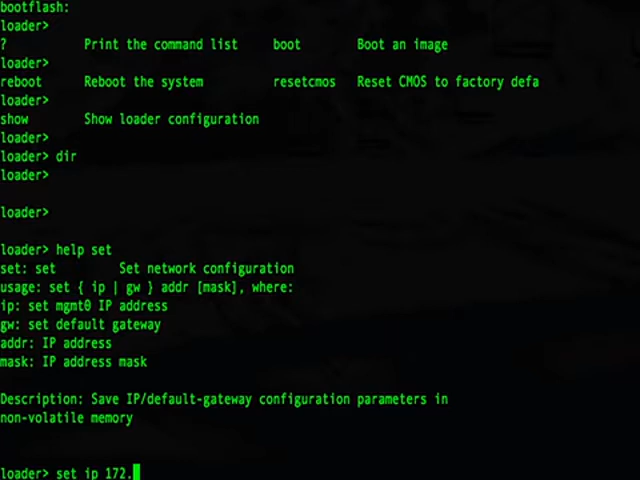 bootflash:
loader>
? Print the command list boot Boot an image
loader>
reboot Reboot the system resetcmos Reset CMOS to factory defa
loader>
show Show loader configuration
loader>
loader> dir
loader>
loader>
loader> help set
set: set Set network configuration
usage: set { ip | gw } addr [mask], where:
ip: set mgmt0 IP address
gw: set default gateway
addr: IP address
mask: IP address mask
Description: Save IP/default-gateway configuration parameters in
non-volatile memory
loader> set ip 172.